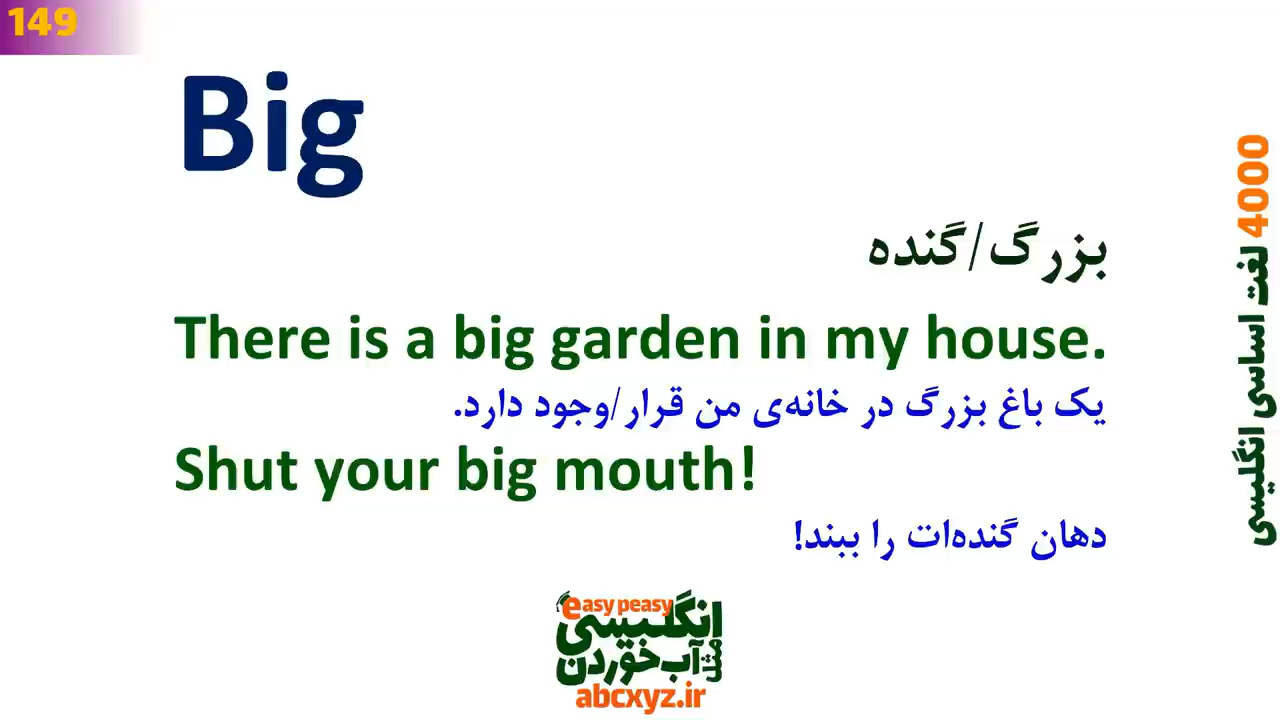 149
Big
بزرگ/گنده
There is a big garden in my house.
یک باغ بزرگ در خانه‌ی من قرار/وجود دارد.
Shut your big mouth!
دهان گنده‌ات را ببند!
4000 لغت اساسی انگلیسی
easy peasy
انگلیسی
مثل آب خوردن
abcxyz.ir